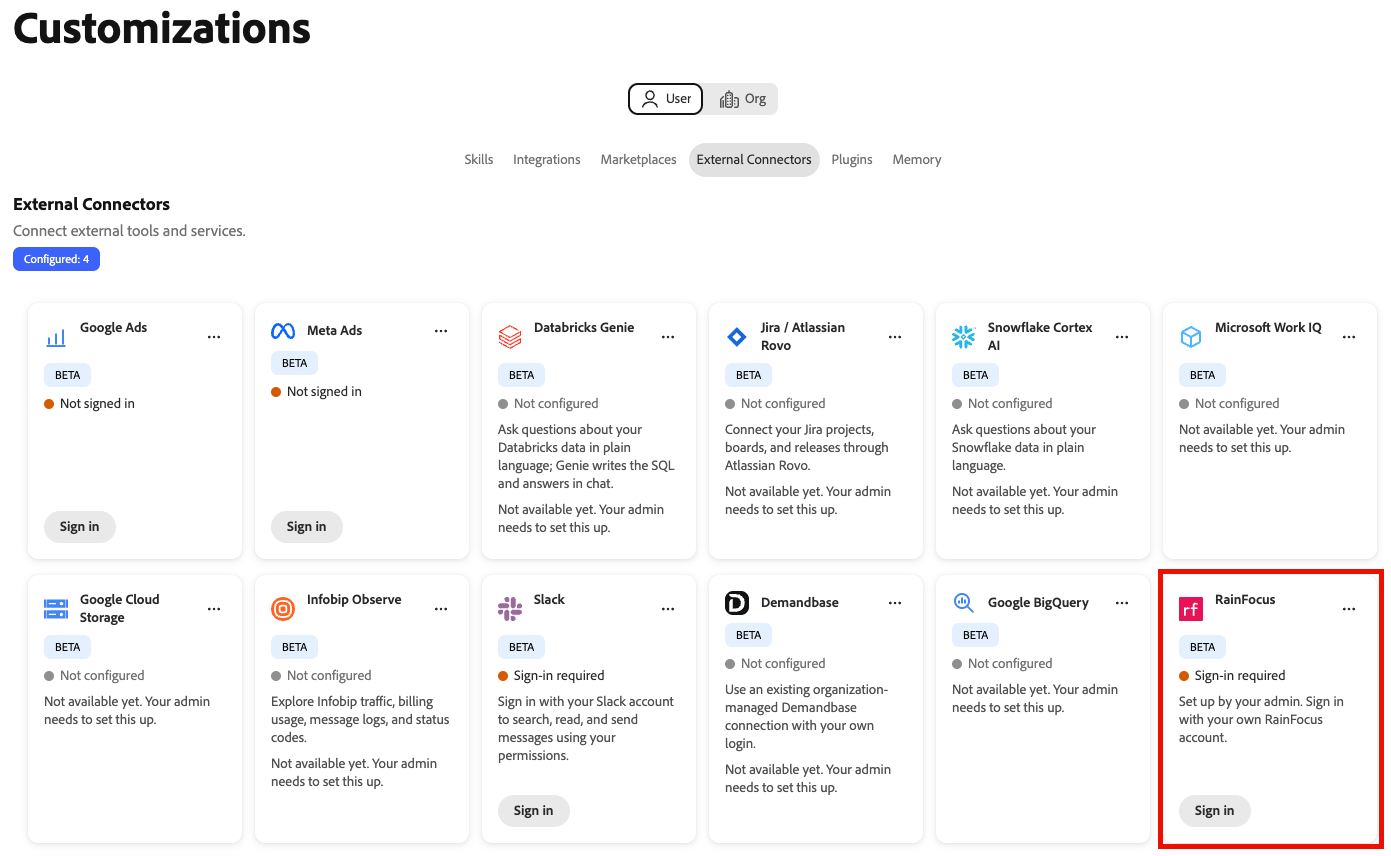 Customizations
User
Org
Skills
Integrations
Marketplaces
External Connectors
Plugins
Memory
External Connectors
Connect external tools and services.
Configured: 4
Google Ads
BETA
Not signed in
Sign in
Meta Ads
BETA
Not signed in
Sign in
Databricks Genie
BETA
Not configured
Ask questions about your
Databricks data in plain
language; Genie writes the SQL
and answers in chat.
Not available yet. Your admin
needs to set this up.
Jira / Atlassian
Rovo
BETA
Not configured
Connect your Jira projects,
boards, and releases through
Atlassian Rovo.
Not available yet. Your admin
needs to set this up.
Snowflake Cortex
AI
BETA
Not configured
Ask questions about your
Snowflake data in plain
language.
Not available yet. Your admin
needs to set this up.
Microsoft Work IQ
BETA
Not configured
Not available yet. Your admin
needs to set this up.
Google Cloud
Storage
BETA
Not configured
Not available yet. Your admin
needs to set this up.
Infobip Observe
BETA
Not configured
Explore Infobip traffic, billing
usage, message logs, and status
codes.
Not available yet. Your admin
needs to set this up.
Slack
BETA
Sign-in required
Sign in with your Slack account
to search, read, and send
messages using your
permissions.
Sign in
Demandbase
BETA
Not configured
Use an existing organization-
managed Demandbase
connection with your own
login.
Not available yet. Your admin
needs to set this up.
Google BigQuery
BETA
Not configured
Not available yet. Your admin
needs to set this up.
rf
RainFocus
BETA
Sign-in required
Set up by your admin. Sign in
with your own RainFocus
account.
Sign in